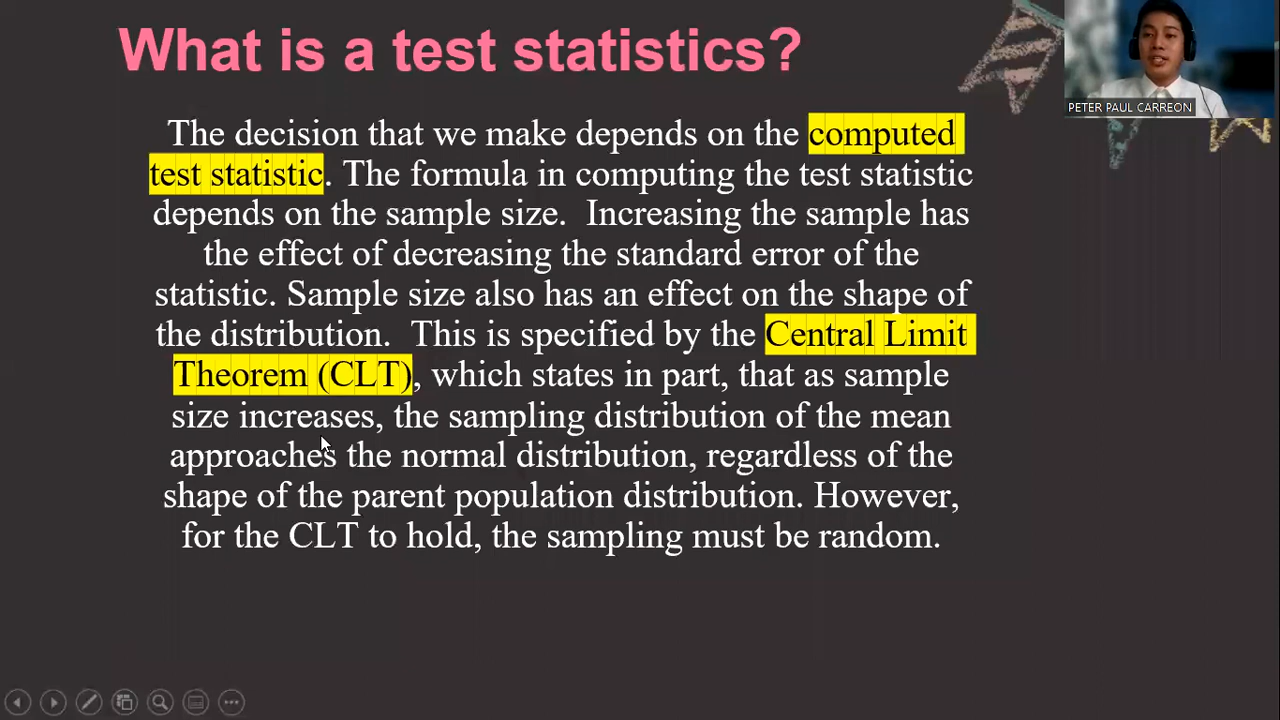 What is a test statistics?
PETER PAUL CARREON
The decision that we make depends on the computed
test statistic. The formula in computing the test statistic
depends on the sample size.  Increasing the sample has
the effect of decreasing the standard error of the
statistic. Sample size also has an effect on the shape of
the distribution.  This is specified by the Central Limit
Theorem (CLT), which states in part, that as sample
size increases, the sampling distribution of the mean
approaches the normal distribution, regardless of the
shape of the parent population distribution. However,
for the CLT to hold, the sampling must be random.